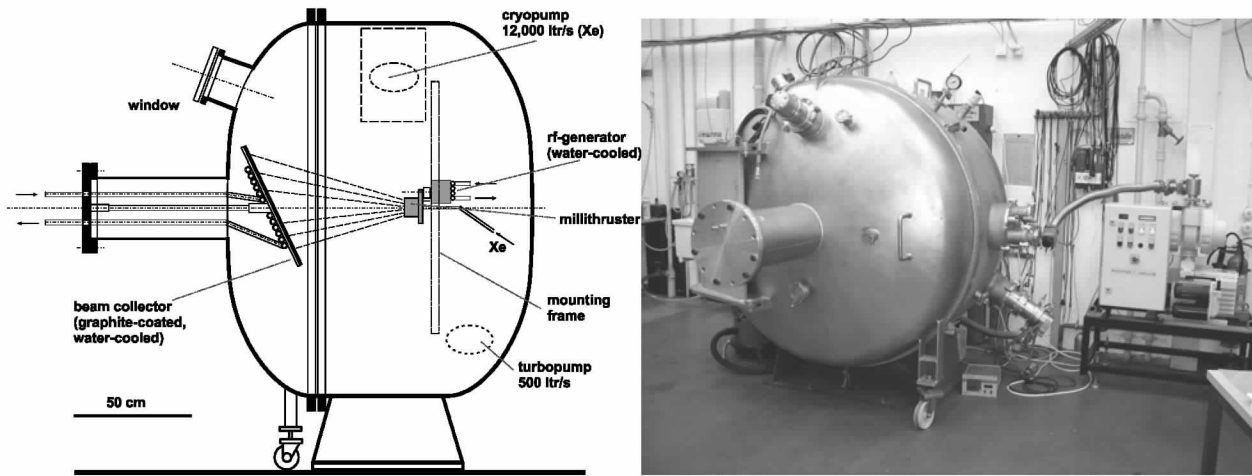 cryopump
12,000 ltr/s (Xe)
window
rf-generator
(water-cooled)
millithruster
Xe
beam collector
(graphite-coated,
water-cooled)
mounting
frame
turbopump
500 ltr/s
50 cm